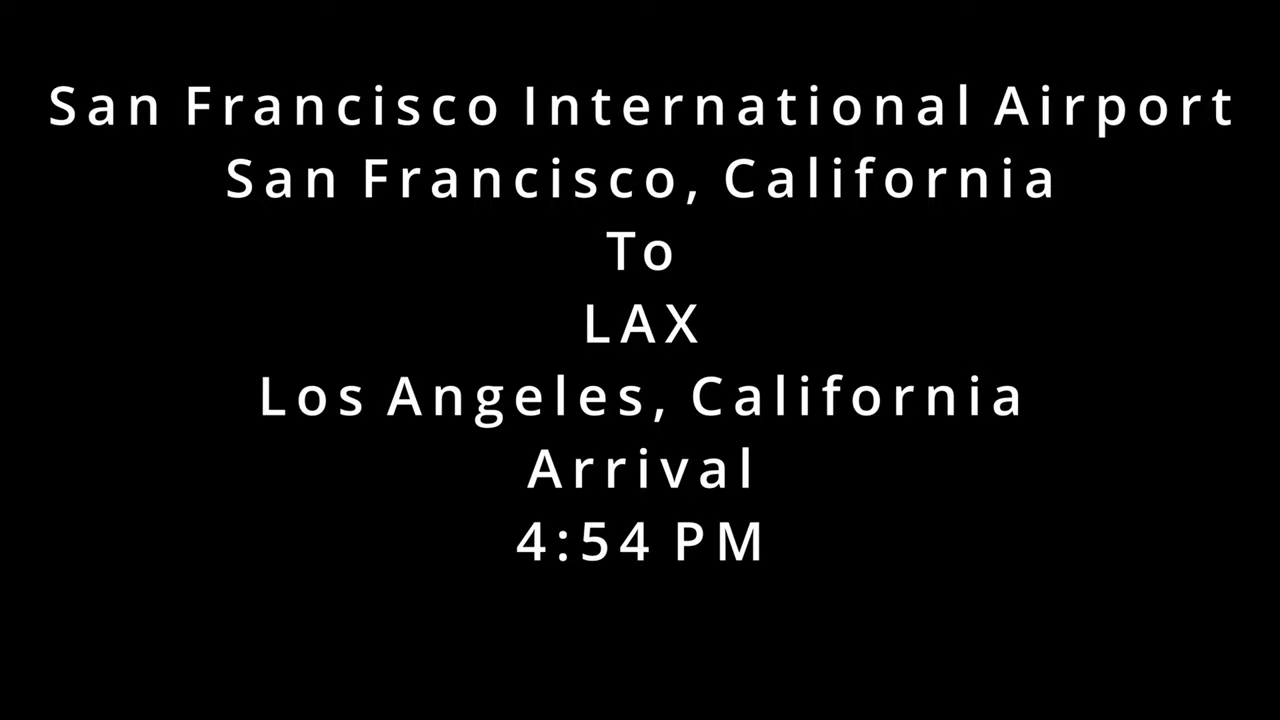 San Francisco International Airport
San Francisco, California
To
LAX
Los Angeles, California
Arrival
4:54 PM